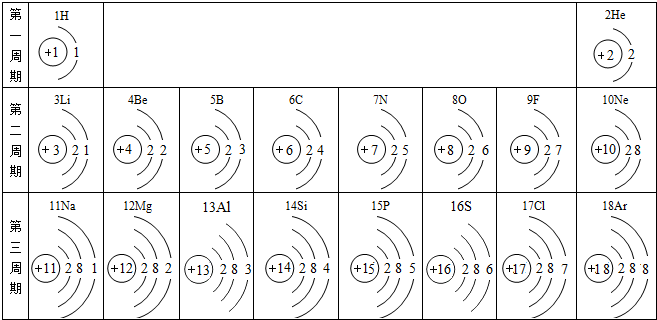 第一周期
1H
2He
+1 1
+2 2
第二周期
3Li 4Be 5B 6C 7N 8O 9F 10Ne
+3 2 1 +4 2 2 +5 2 3 +6 2 4 +7 2 5 +8 2 6 +9 2 7 +10 2 8
第三周期
11Na 12Mg 13Al 14Si 15P 16S 17Cl 18Ar
+11 2 8 1 +12 2 8 2 +13 2 8 3 +14 2 8 4 +15 2 8 5 +16 2 8 6 +17 2 8 7 +18 2 8 8